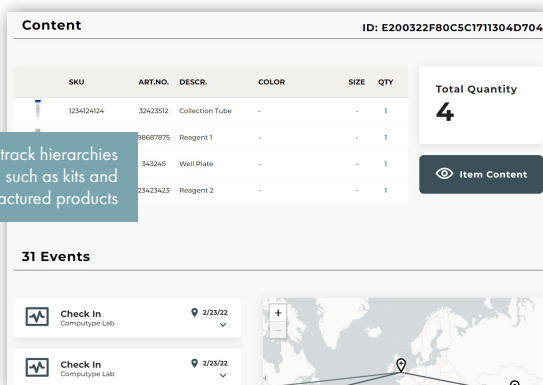 Content
ID: E200322F80C5C1711304D704
SKU ART.NO. DESCR. COLOR SIZE QTY
1234124124 32423512 Collection Tube - - 1
98687875 Reagent 1 - - 1
343245 Well Plate - - 1
23423423 Reagent 2 - - 1
Total Quantity
4
Item Content
track hierarchies
such as kits and
actured products
31 Events
Check In
Computype Lab
2/23/22
Check In
Computype Lab
2/23/22
+
−